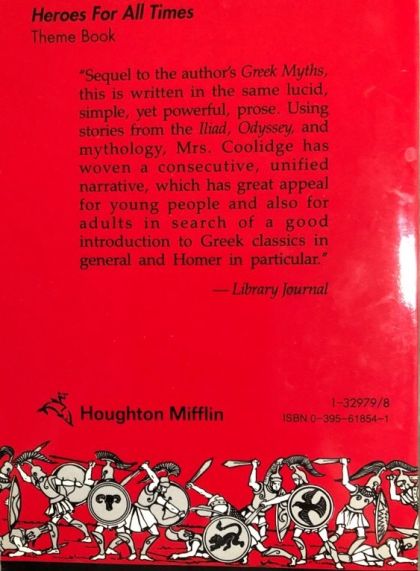 Heroes For All Times
Theme Book
"Sequel to the author's Greek Myths,
this is written in the same lucid,
simple, yet powerful, prose. Using
stories from the Iliad, Odyssey, and
mythology, Mrs. Coolidge has
woven a consecutive, unified
narrative, which has great appeal
for young people and also for
adults in search of a good
introduction to Greek classics in
general and Homer in particular."
— Library Journal
Houghton Mifflin
1-32979/8
ISBN 0-395-61854-1